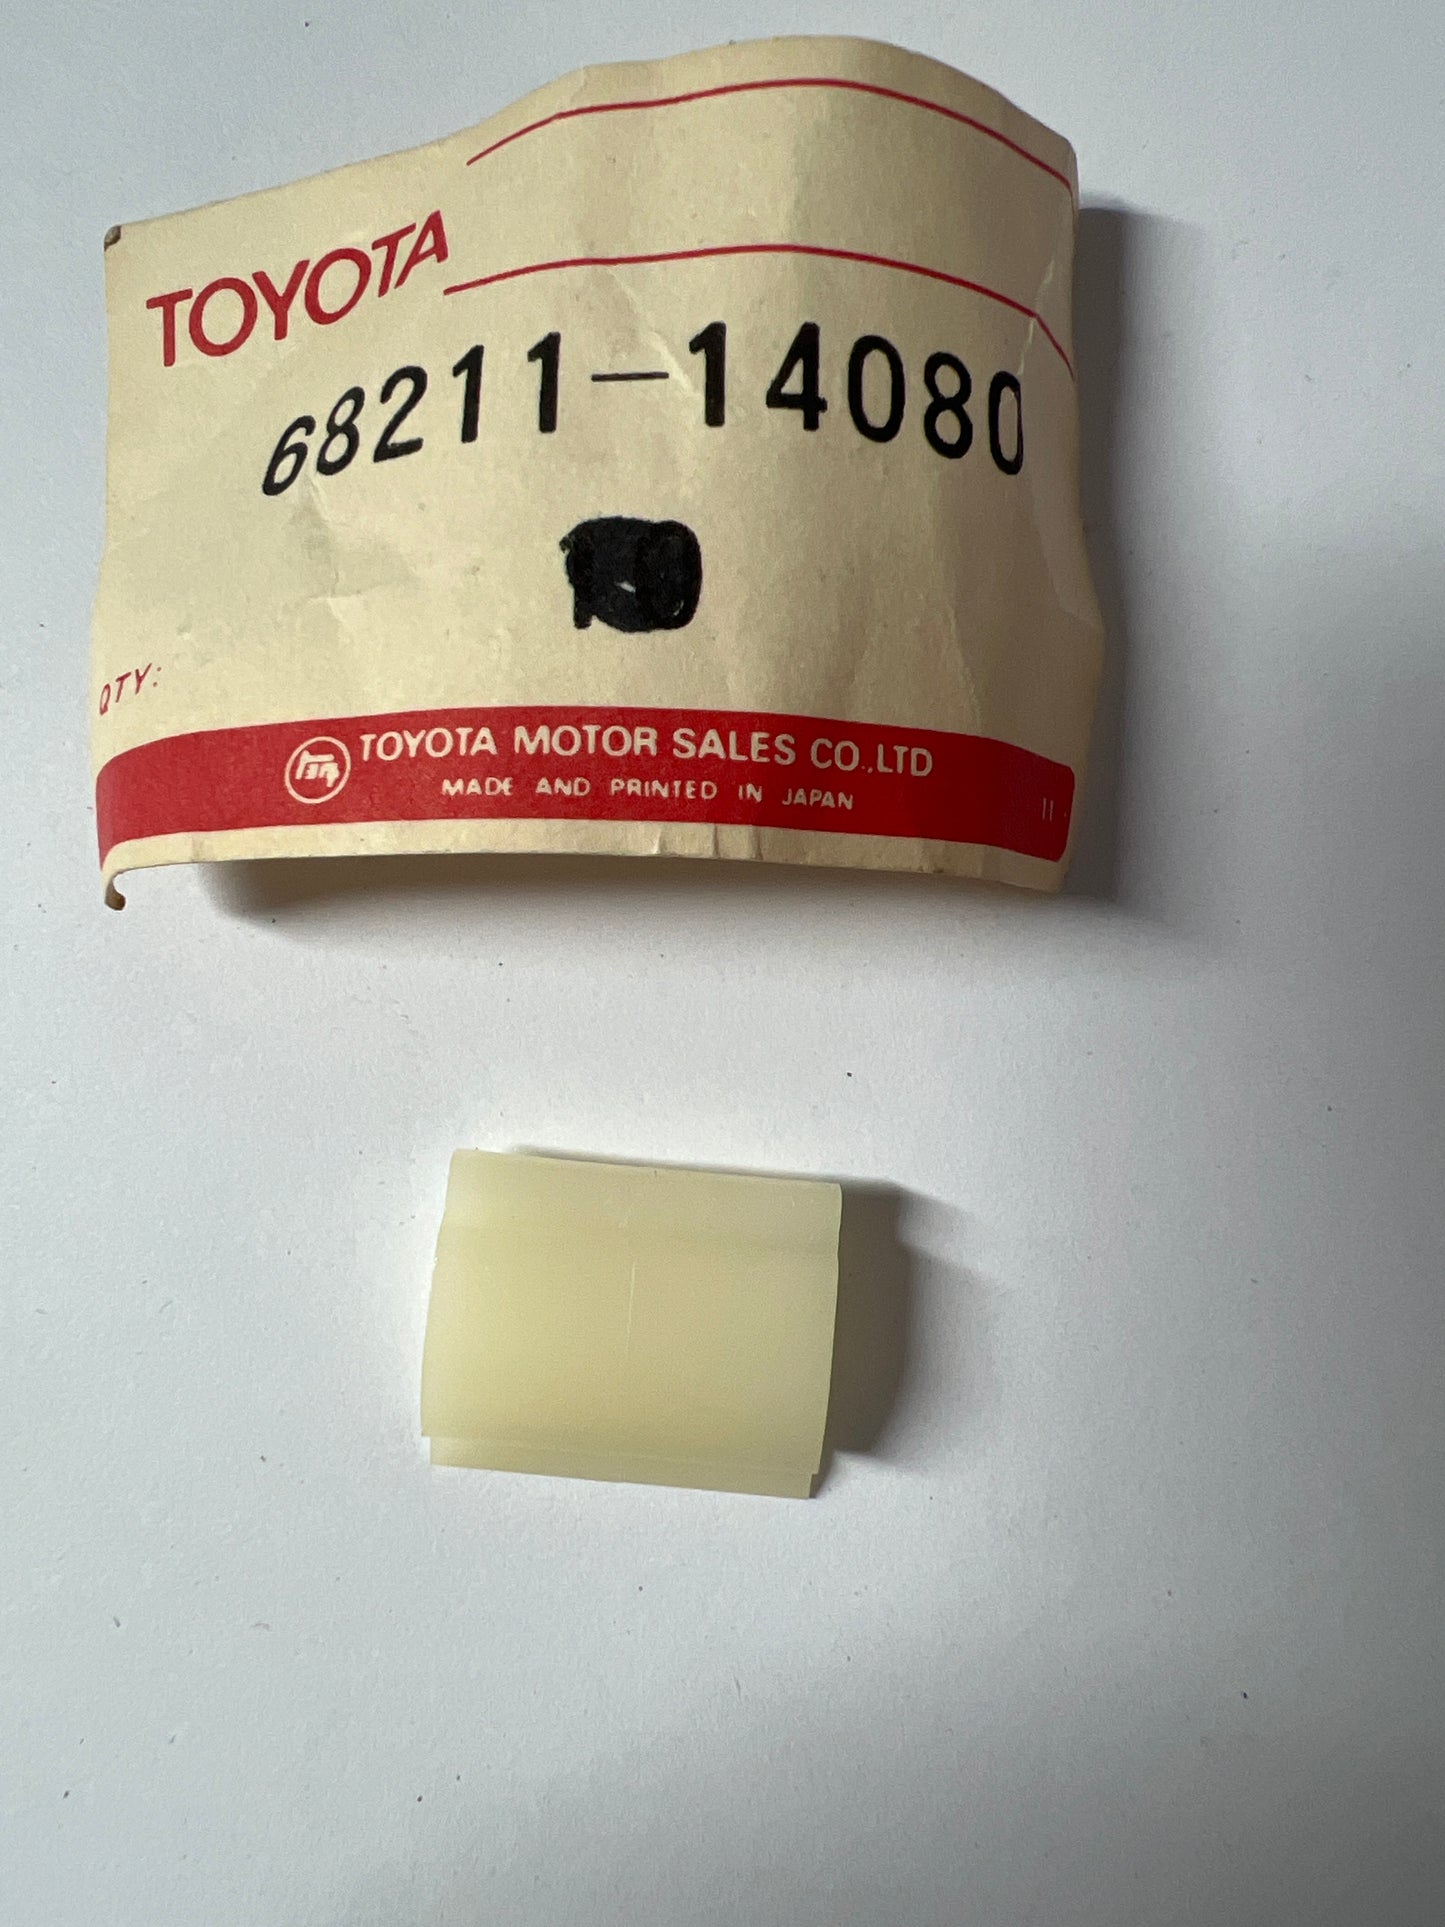 TOYOTA
68211-14080
QTY:
TOYOTA MOTOR SALES CO.,LTD
MADE AND PRINTED IN JAPAN